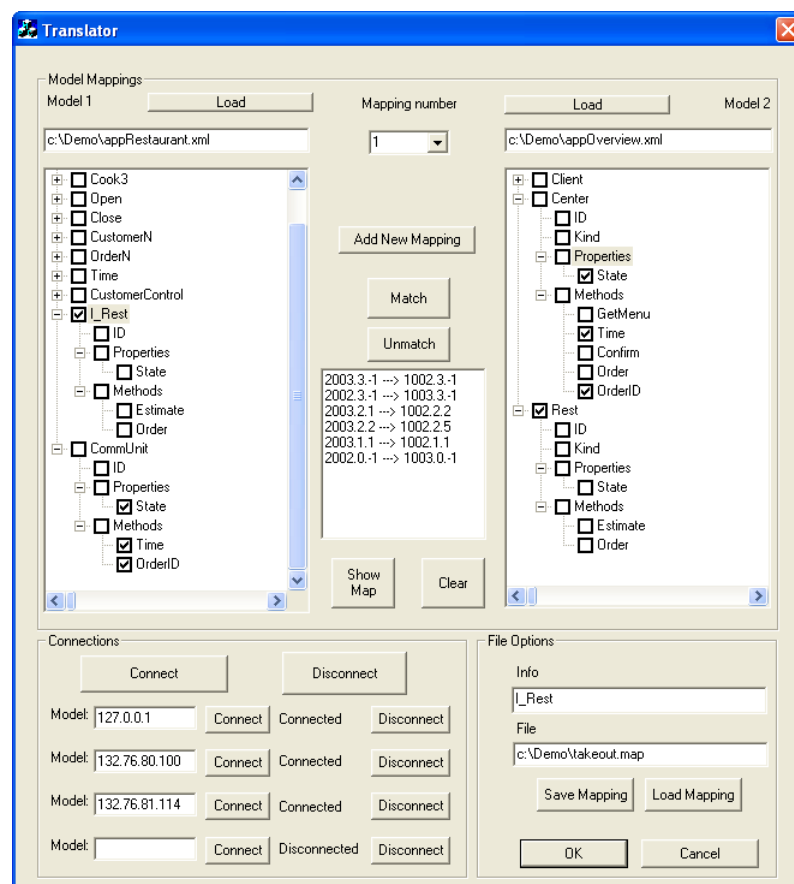 Translator
Model Mappings
Model 1 Load Mapping number Load Model 2
c:\Demo\appRestaurant.xml 1 c:\Demo\appOverview.xml
Cook3
Open
Close
CustomerN
OrderN
Time
CustomerControl
I_Rest
ID
Properties
State
Methods
Estimate
Order
CommUnit
ID
Properties
State
Methods
Time
OrderID
Add New Mapping
Match
Unmatch
2003.3.-1 ---> 1002.3.-1
2002.3.-1 ---> 1003.3.-1
2003.2.1 ---> 1002.2.2
2003.2.2 ---> 1002.2.5
2003.1.1 ---> 1002.1.1
2002.0.-1 ---> 1003.0.-1
Show
Map
Clear
Client
Center
ID
Kind
Properties
State
Methods
GetMenu
Time
Confirm
Order
OrderID
Rest
ID
Kind
Properties
State
Methods
Estimate
Order
Connections
Connect Disconnect
Model: 127.0.0.1 Connect Connected Disconnect
Model: 132.76.80.100 Connect Connected Disconnect
Model: 132.76.81.114 Connect Connected Disconnect
Model: Connect Disconnected Disconnect
File Options
Info
I_Rest
File
c:\Demo\takeout.map
Save Mapping Load Mapping
OK Cancel